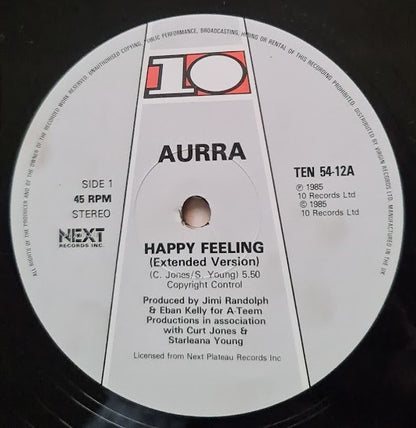 ALL RIGHTS OF THE PRODUCER AND OF THE OWNER OF THE RECORDED WORK RESERVED. UNAUTHORISED COPYING, PUBLIC PERFORMANCE, BROADCASTING, HIRING OR RENTAL OF THIS RECORDING PROHIBITED. DISTRIBUTED BY VIRGIN RECORDS LTD. MANUFACTURED IN THE UK.
10
AURRA
SIDE 1
45 RPM
STEREO
TEN 54-12A
℗ 1985
10 Records Ltd
© 1985
10 Records Ltd
NEXT
RECORDS INC.
HAPPY FEELING
(Extended Version)
(C. Jones/S. Young) 5.50
Copyright Control
Produced by Jimi Randolph
& Eban Kelly for A-Teem
Productions in association
with Curt Jones &
Starleana Young
Licensed from Next Plateau Records Inc